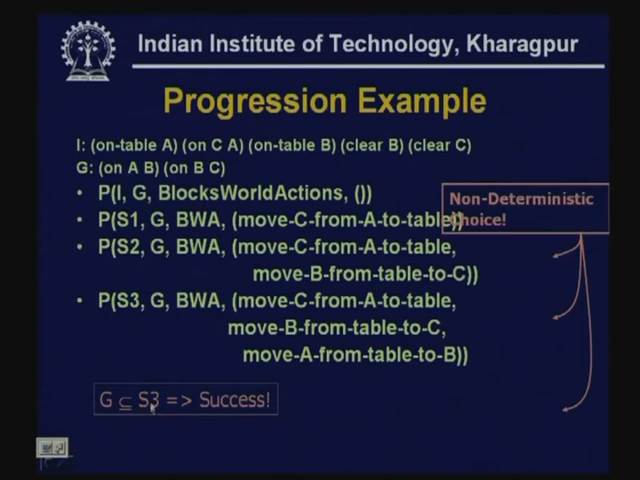 Indian Institute of Technology, Kharagpur
Progression Example
I: (on-table A) (on C A) (on-table B) (clear B) (clear C)
G: (on A B) (on B C)
• P(I, G, BlocksWorldActions, ())
• P(S1, G, BWA, (move-C-from-A-to-table))
Non-Deterministic
Choice!
• P(S2, G, BWA, (move-C-from-A-to-table,
move-B-from-table-to-C))
• P(S3, G, BWA, (move-C-from-A-to-table,
move-B-from-table-to-C,
move-A-from-table-to-B))
G ⊆ S3 => Success!